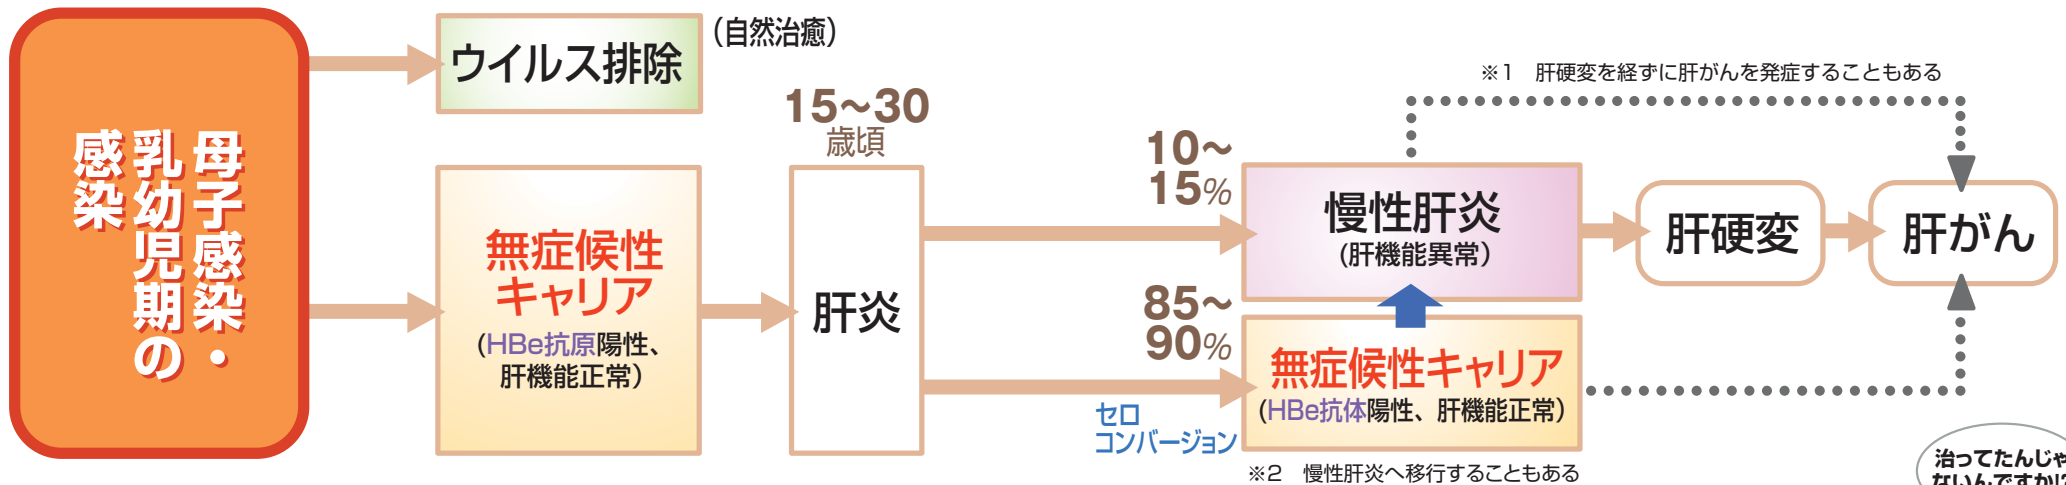 母子感染・
乳幼児期の
感染
ウイルス排除
(自然治癒)
無症候性
キャリア
(HBe抗原陽性、
肝機能正常)
15〜30
歳頃
肝炎
10〜
15%
85〜
90%
セロ
コンバージョン
※1 肝硬変を経ずに肝がんを発症することもある
慢性肝炎
(肝機能異常)
肝硬変
肝がん
無症候性キャリア
(HBe抗体陽性、肝機能正常)
※2 慢性肝炎へ移行することもある
治ってたんじゃ
ないんですか!?